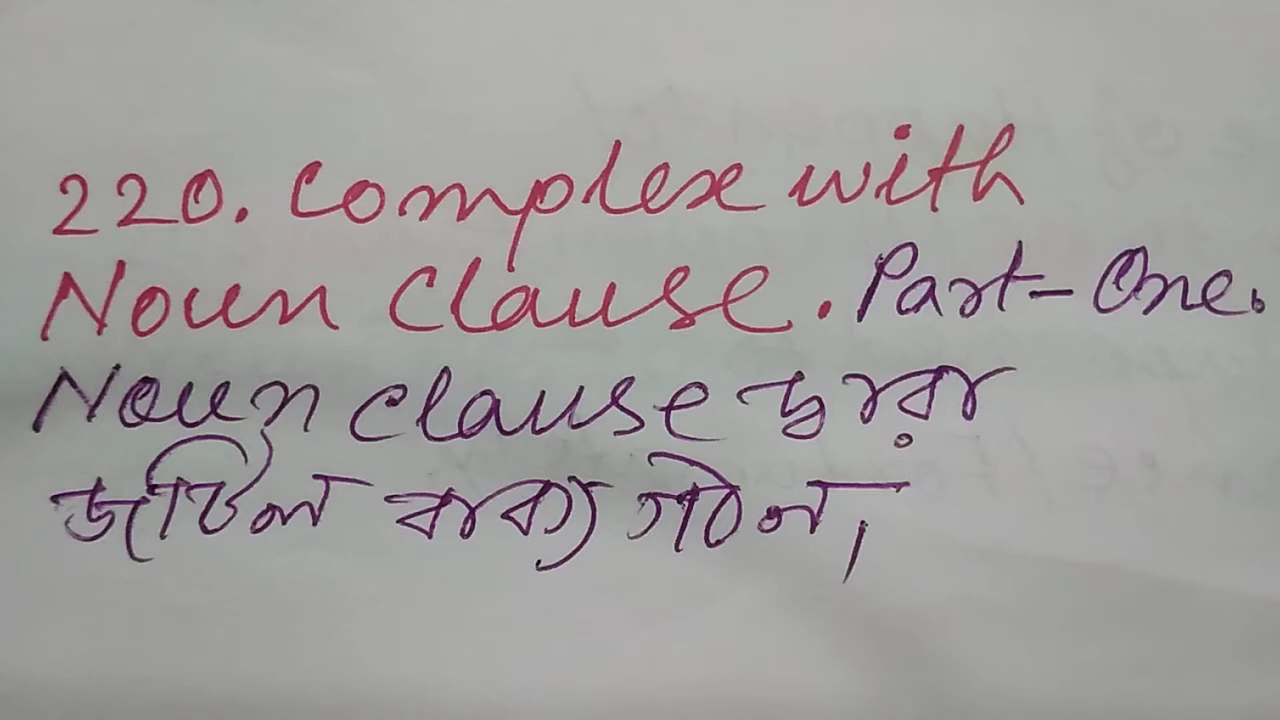 220. Complex with
Noun Clause. Part-One.
Noun clause দ্বারা
জটিল বাক্য গঠন।